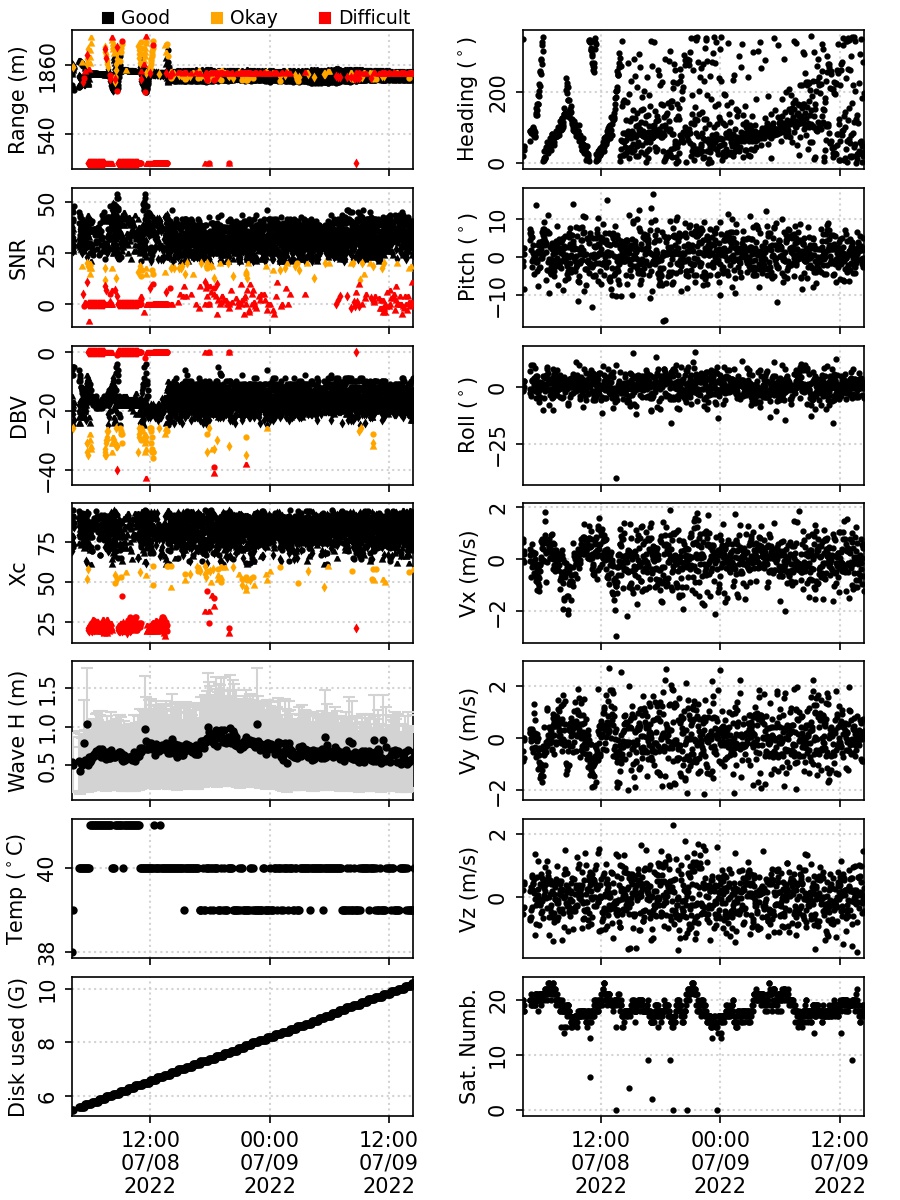 Good Okay Difficult
Range (m)
1860
540
Heading (°)
200
0
SNR
50
25
0
Pitch (°)
10
0
−10
DBV
0
−20
−40
Roll (°)
0
−25
Xc
75
50
25
Vx (m/s)
2
0
−2
Wave H (m)
1.5
1.0
0.5
Vy (m/s)
2
0
−2
Temp (°C)
40
38
Vz (m/s)
2
0
Disk used (G)
10
8
6
Sat. Numb.
20
10
0
12:00 00:00 12:00
07/08 07/09 07/09
2022 2022 2022
12:00 00:00 12:00
07/08 07/09 07/09
2022 2022 2022